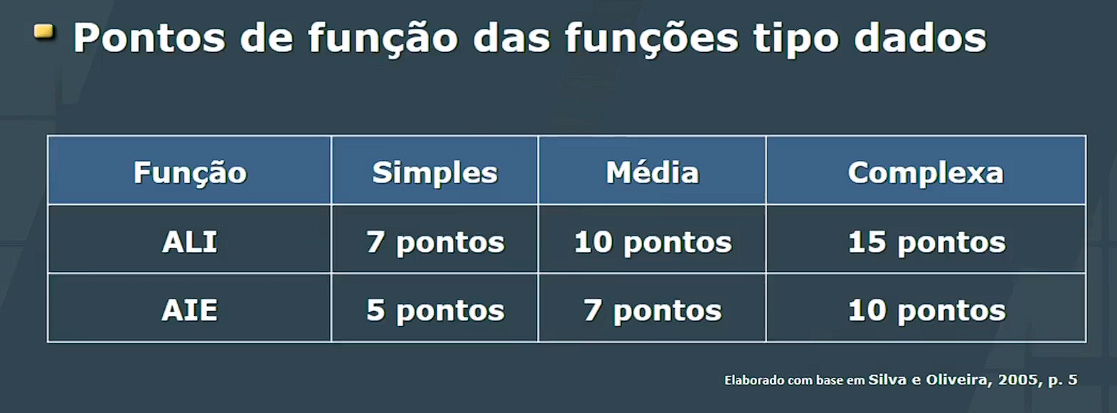 Pontos de função das funções tipo dados
Função Simples Média Complexa
ALI 7 pontos 10 pontos 15 pontos
AIE 5 pontos 7 pontos 10 pontos
Elaborado com base em Silva e Oliveira, 2005, p. 5